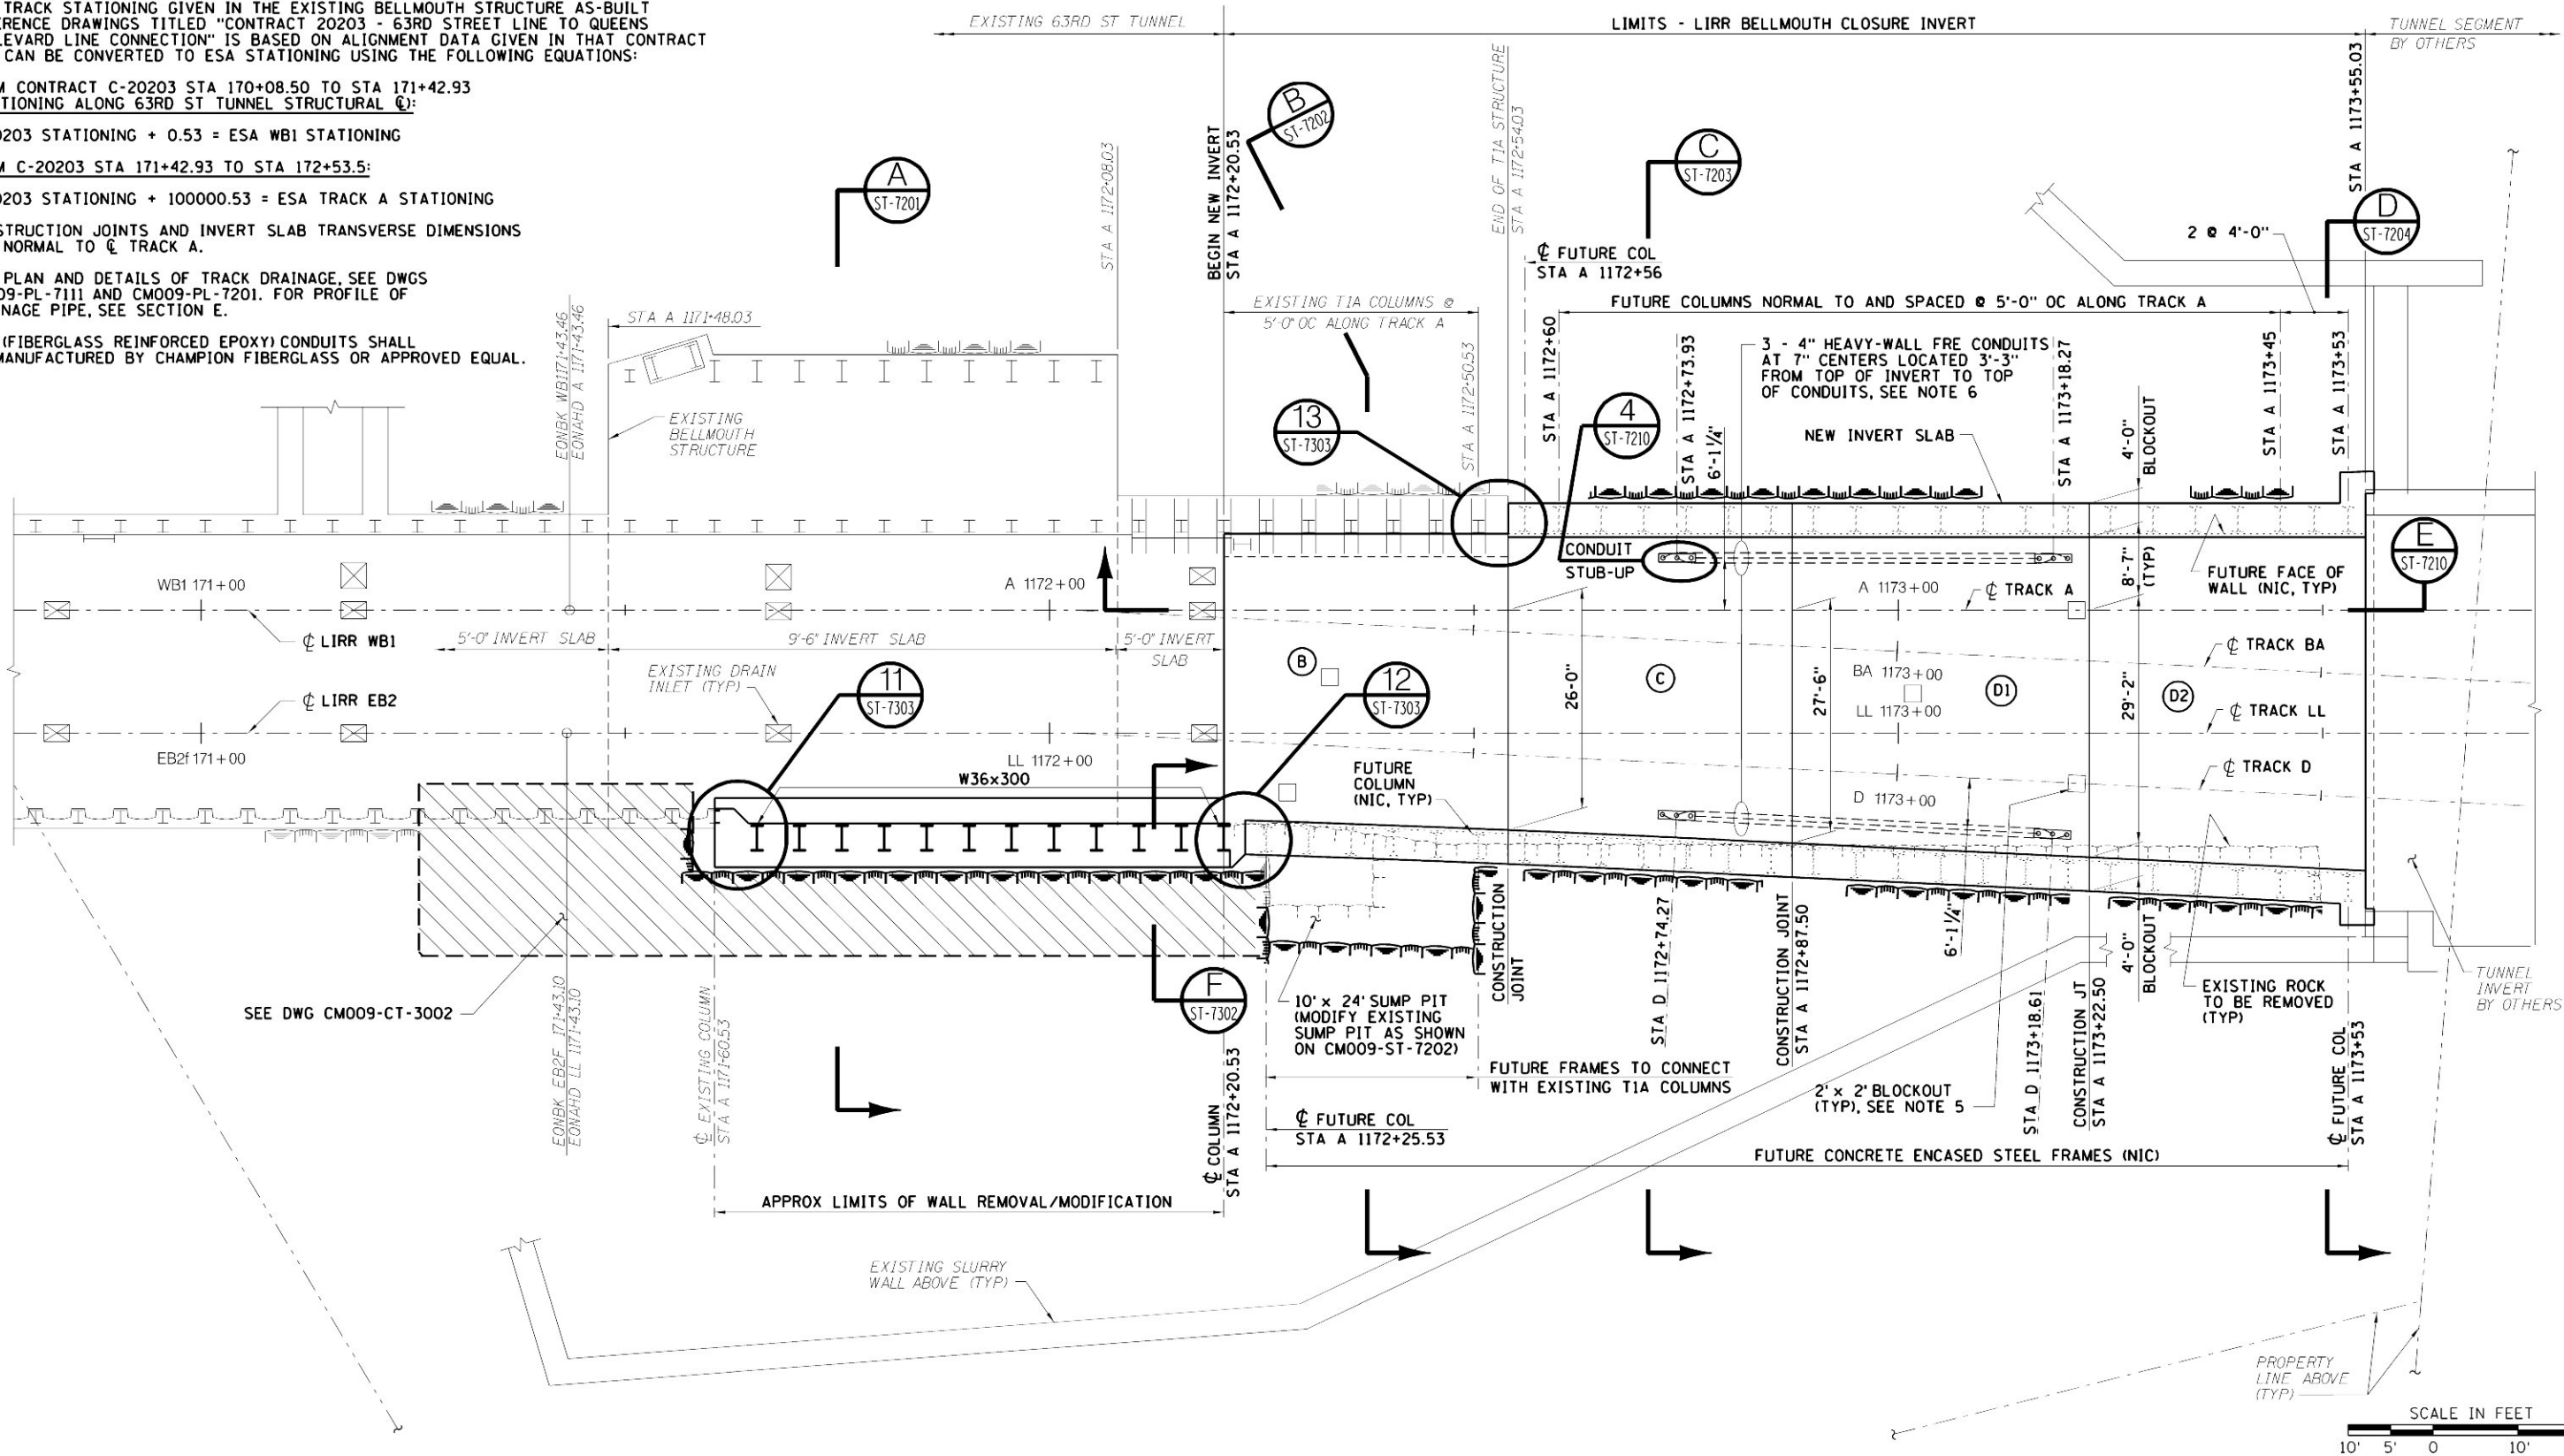 TRACK STATIONING GIVEN IN THE EXISTING BELLMOUTH STRUCTURE AS-BUILT
ERENCE DRAWINGS TITLED "CONTRACT 20203 - 63RD STREET LINE TO QUEENS
LEVARD LINE CONNECTION" IS BASED ON ALIGNMENT DATA GIVEN IN THAT CONTRACT
CAN BE CONVERTED TO ESA STATIONING USING THE FOLLOWING EQUATIONS:
M CONTRACT C-20203 STA 170+08.50 TO STA 171+42.93
TIONING ALONG 63RD ST TUNNEL STRUCTURAL ℄):
0203 STATIONING + 0.53 = ESA WB1 STATIONING
M C-20203 STA 171+42.93 TO STA 172+53.5:
0203 STATIONING + 100000.53 = ESA TRACK A STATIONING
STRUCTION JOINTS AND INVERT SLAB TRANSVERSE DIMENSIONS
NORMAL TO ℄ TRACK A.
PLAN AND DETAILS OF TRACK DRAINAGE, SEE DWGS
09-PL-7111 AND CM009-PL-7201. FOR PROFILE OF
NAGE PIPE, SEE SECTION E.
(FIBERGLASS REINFORCED EPOXY) CONDUITS SHALL
MANUFACTURED BY CHAMPION FIBERGLASS OR APPROVED EQUAL.
EXISTING 63RD ST TUNNEL
LIMITS - LIRR BELLMOUTH CLOSURE INVERT
TUNNEL SEGMENT
BY OTHERS
A
ST-7201
B
ST-7202
C
ST-7203
D
ST-7204
STA A 1172+08.03
BEGIN NEW INVERT
STA A 1172+20.53
END OF T1A STRUCTURE
STA A 1172+54.03
STA A 1173+55.03
2 @ 4'-0"
℄ FUTURE COL
STA A 1172+56
EXISTING T1A COLUMNS @
5'-0" OC ALONG TRACK A
FUTURE COLUMNS NORMAL TO AND SPACED @ 5'-0" OC ALONG TRACK A
STA A 1171+48.03
EQNBK WB1171+43.46
EQNAHD A 1171+43.46
EXISTING
BELLMOUTH
STRUCTURE
STA A 1172+50.53
STA A 1172+60
STA A 1172+73.93
6'-1¼"
3 - 4" HEAVY-WALL FRE CONDUITS
AT 7" CENTERS LOCATED 3'-3"
FROM TOP OF INVERT TO TOP
OF CONDUITS, SEE NOTE 6
STA A 1173+18.27
4'-0"
BLOCKOUT
STA A 1173+45
STA A 1173+53
13
ST-7303
4
ST-7210
NEW INVERT SLAB
CONDUIT
STUB-UP
8'-7"
(TYP)
FUTURE FACE OF
WALL (NIC, TYP)
E
ST-7210
WB1 171+00
A 1172+00
A 1173+00
℄ TRACK A
℄ LIRR WB1
5'-0" INVERT SLAB
9'-6" INVERT SLAB
5'-0" INVERT
SLAB
℄ TRACK BA
EXISTING DRAIN
INLET (TYP)
11
ST-7303
B
12
ST-7303
26'-0"
C
27'-6"
BA 1173+00
D1
29'-2"
D2
℄ LIRR EB2
LL 1173+00
℄ TRACK LL
EB2f 171+00
LL 1172+00
W36x300
FUTURE
COLUMN
(NIC, TYP)
℄ TRACK D
D 1173+00
SEE DWG CM009-CT-3002
EQNBK EB2F 171+43.10
EQNAHD LL 1171+43.10
℄ EXISTING COLUMN
STA A 1171+60.53
F
ST-7302
℄ COLUMN
STA A 1172+20.53
10' x 24' SUMP PIT
(MODIFY EXISTING
SUMP PIT AS SHOWN
ON CM009-ST-7202)
CONSTRUCTION
JOINT
STA D 1172+74.27
CONSTRUCTION JOINT
STA A 1172+87.50
6'-1¼"
STA D 1173+18.61
CONSTRUCTION JT
STA A 1173+22.50
4'-0"
BLOCKOUT
EXISTING ROCK
TO BE REMOVED
(TYP)
TUNNEL
INVERT
BY OTHERS
℄ FUTURE COL
STA A 1173+53
FUTURE FRAMES TO CONNECT
WITH EXISTING T1A COLUMNS
2' x 2' BLOCKOUT
(TYP), SEE NOTE 5
℄ FUTURE COL
STA A 1172+25.53
FUTURE CONCRETE ENCASED STEEL FRAMES (NIC)
APPROX LIMITS OF WALL REMOVAL/MODIFICATION
EXISTING SLURRY
WALL ABOVE (TYP)
PROPERTY
LINE ABOVE
(TYP)
SCALE IN FEET
10' 5' 0 10'